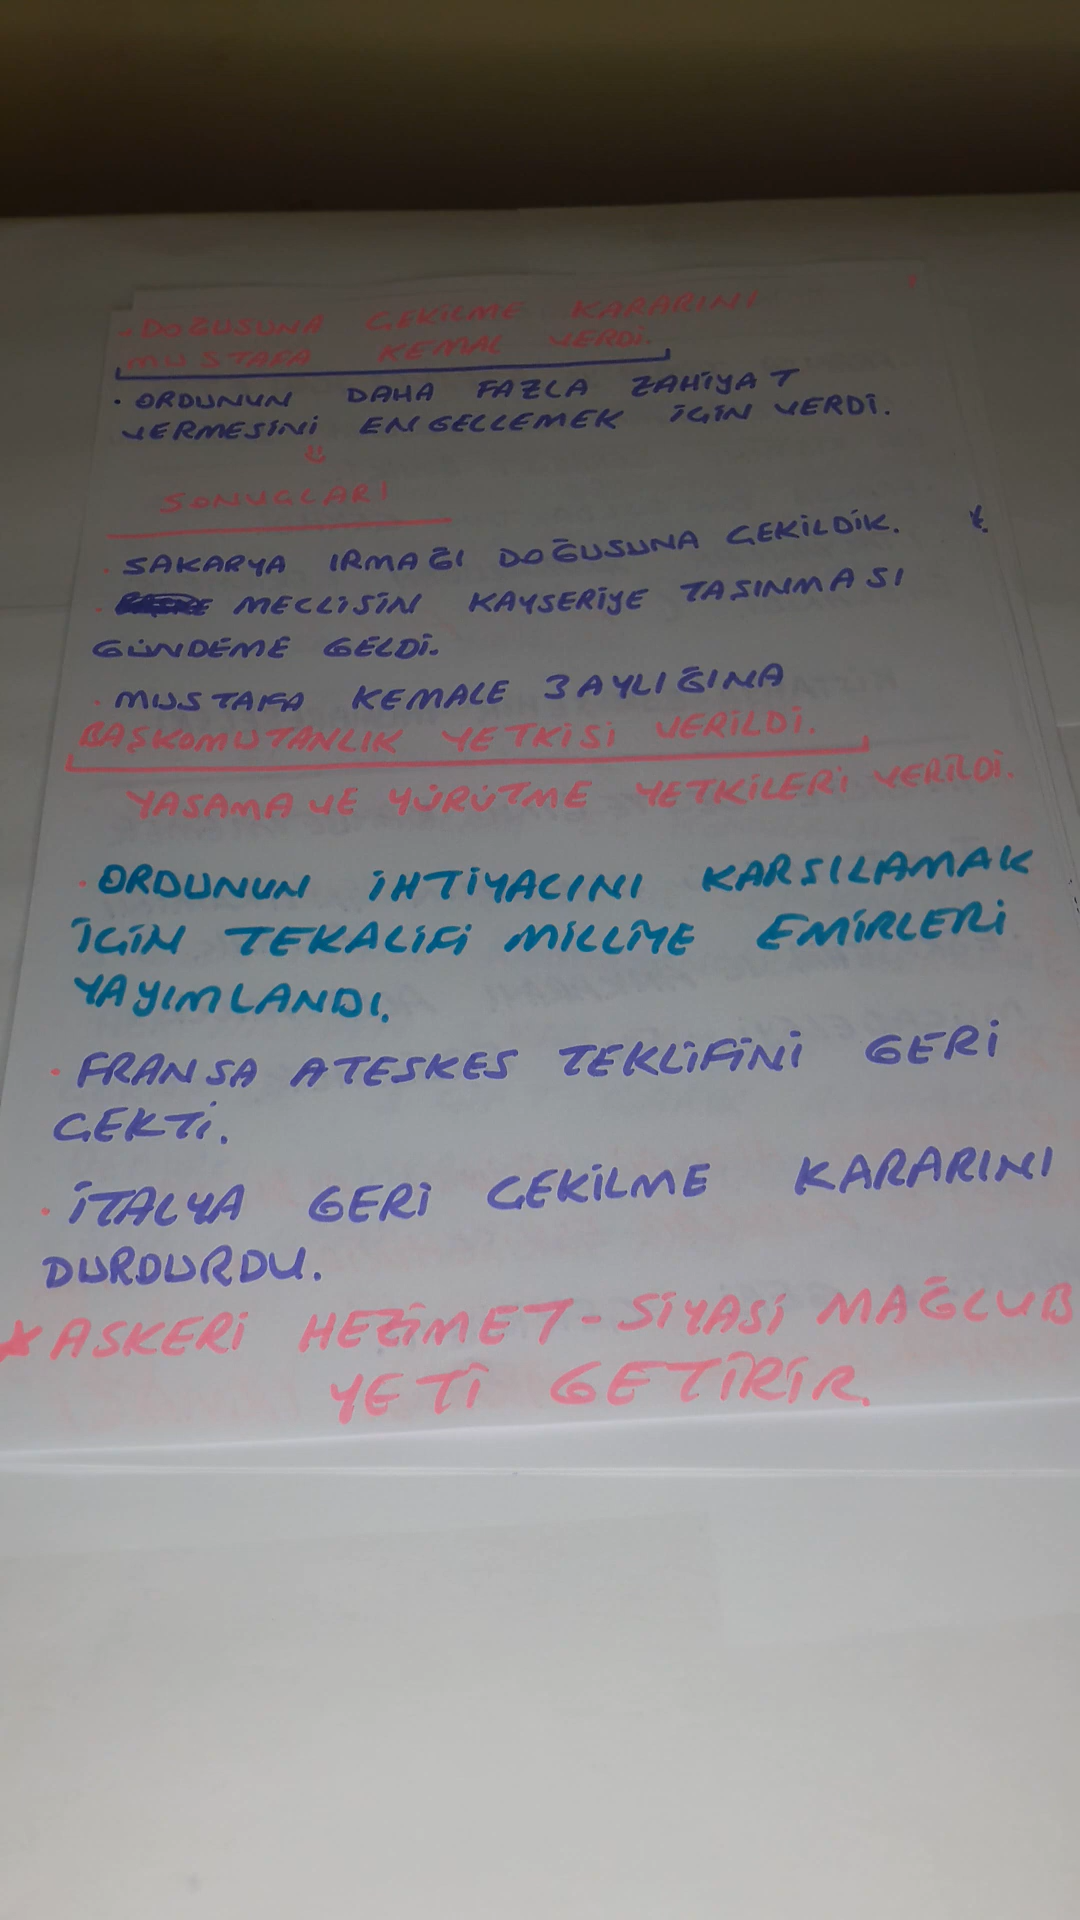 - DOĞUSUNA ÇEKİLME KARARINI
MUSTAFA KEMAL VERDİ.
• ORDUNUN DAHA FAZLA ZAHİYAT
VERMESİNİ ENGELLEMEK İÇİN VERDİ.
SONUÇLARI
• SAKARYA IRMAĞI DOĞUSUNA ÇEKİLDİK.
• MECLİSİN KAYSERİYE TASINMASI
GÜNDEME GELDİ.
• MUSTAFA KEMALE 3 AYLIĞINA
BAŞKOMUTANLIK YETKİSİ VERİLDİ.
YASAMA VE YÜRÜTME YETKİLERİ VERİLDİ.
• ORDUNUN İHTİYACINI KARSILAMAK
İÇİN TEKALİFİ MİLLİYE EMİRLERİ
YAYIMLANDI.
• FRANSA ATESKES TEKLİFİNİ GERİ
ÇEKTİ.
• İTALYA GERİ ÇEKİLME KARARINI
DURDURDU.
* ASKERİ HEZİMET - SİYASİ MAĞLUB
YETİ GETİRİR.